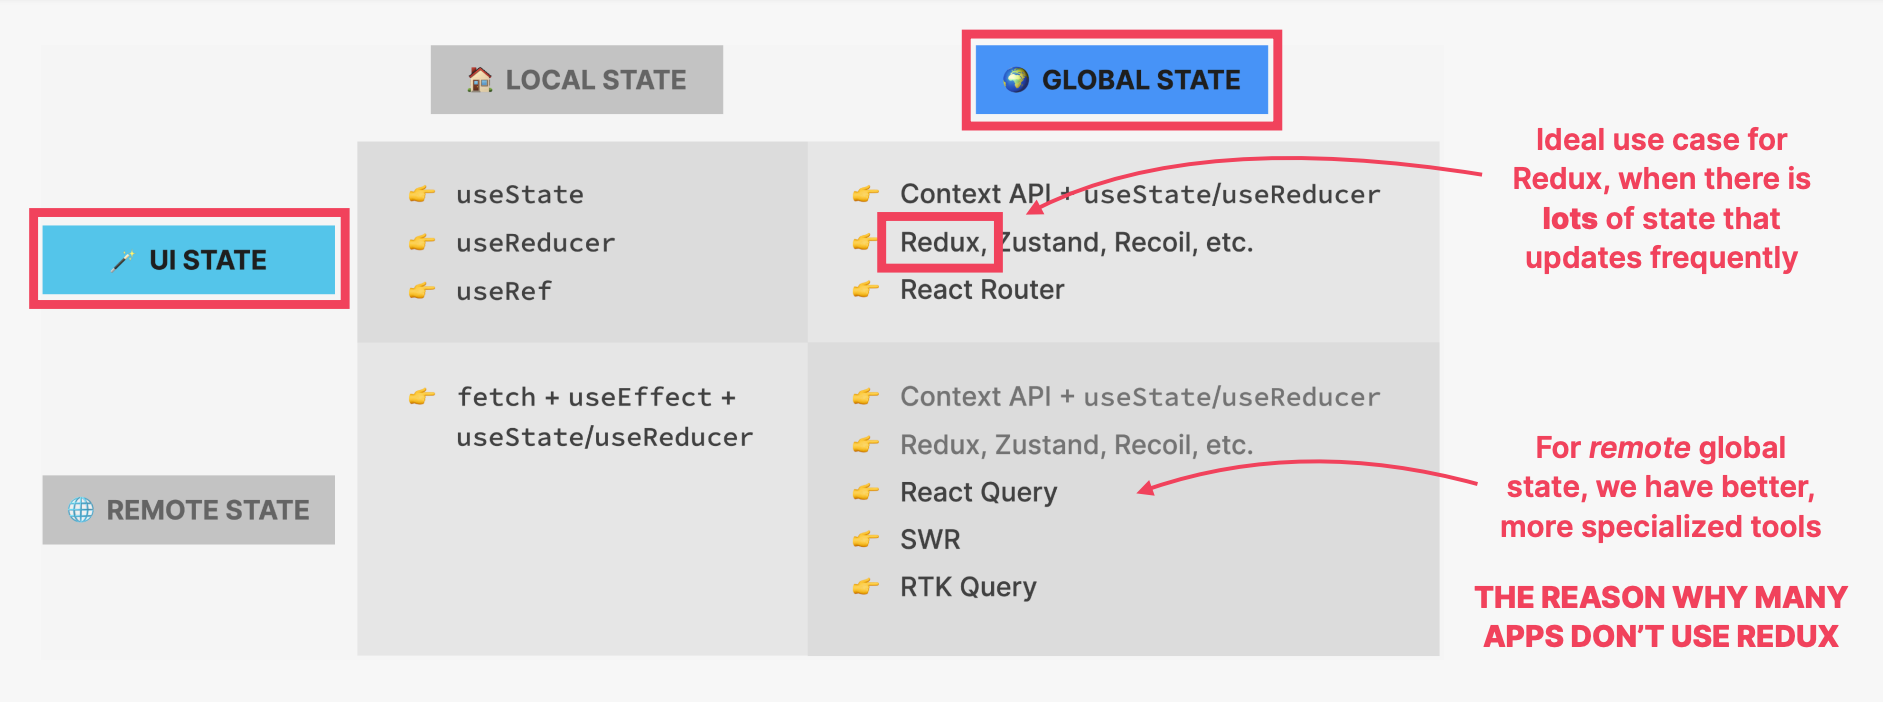 LOCAL STATE
GLOBAL STATE
UI STATE
useState
useReducer
useRef
Context API + useState/useReducer
Redux, Zustand, Recoil, etc.
React Router
Ideal use case for
Redux, when there is
lots of state that
updates frequently
REMOTE STATE
fetch + useEffect +
useState/useReducer
Context API + useState/useReducer
Redux, Zustand, Recoil, etc.
React Query
SWR
RTK Query
For remote global
state, we have better,
more specialized tools
THE REASON WHY MANY
APPS DON’T USE REDUX